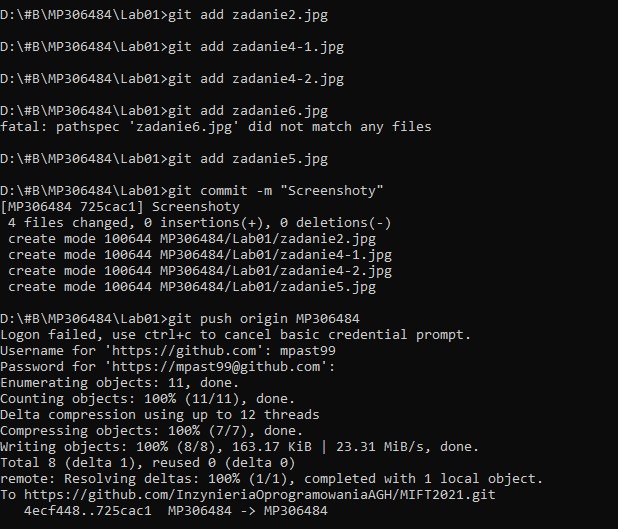 D:\#B\MP306484\Lab01>git add zadanie2.jpg
D:\#B\MP306484\Lab01>git add zadanie4-1.jpg
D:\#B\MP306484\Lab01>git add zadanie4-2.jpg
D:\#B\MP306484\Lab01>git add zadanie6.jpg
fatal: pathspec 'zadanie6.jpg' did not match any files
D:\#B\MP306484\Lab01>git add zadanie5.jpg
D:\#B\MP306484\Lab01>git commit -m "Screenshoty"
[MP306484 725cac1] Screenshoty
4 files changed, 0 insertions(+), 0 deletions(-)
create mode 100644 MP306484/Lab01/zadanie2.jpg
create mode 100644 MP306484/Lab01/zadanie4-1.jpg
create mode 100644 MP306484/Lab01/zadanie4-2.jpg
create mode 100644 MP306484/Lab01/zadanie5.jpg
D:\#B\MP306484\Lab01>git push origin MP306484
Logon failed, use ctrl+c to cancel basic credential prompt.
Username for 'https://github.com': mpast99
Password for 'https://mpast99@github.com':
Enumerating objects: 11, done.
Counting objects: 100% (11/11), done.
Delta compression using up to 12 threads
Compressing objects: 100% (7/7), done.
Writing objects: 100% (8/8), 163.17 KiB | 23.31 MiB/s, done.
Total 8 (delta 1), reused 0 (delta 0)
remote: Resolving deltas: 100% (1/1), completed with 1 local object.
To https://github.com/InzynieriaOprogramowaniaAGH/MIFT2021.git
4ecf448..725cac1  MP306484 -> MP306484